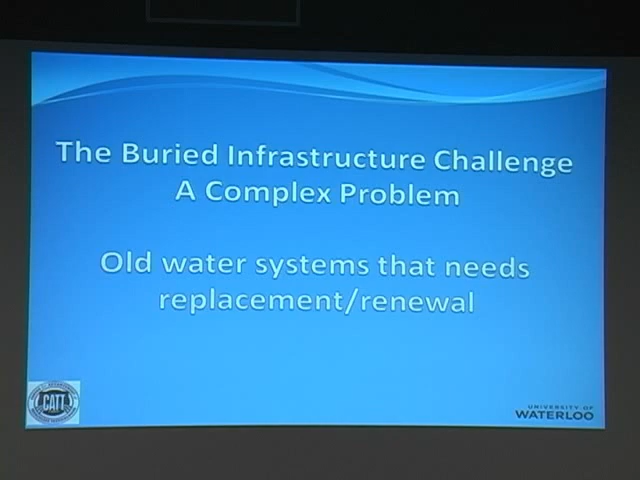 The Buried Infrastructure Challenge
A Complex Problem
Old water systems that needs
replacement/renewal
CATT
UNIVERSITY OF
WATERLOO